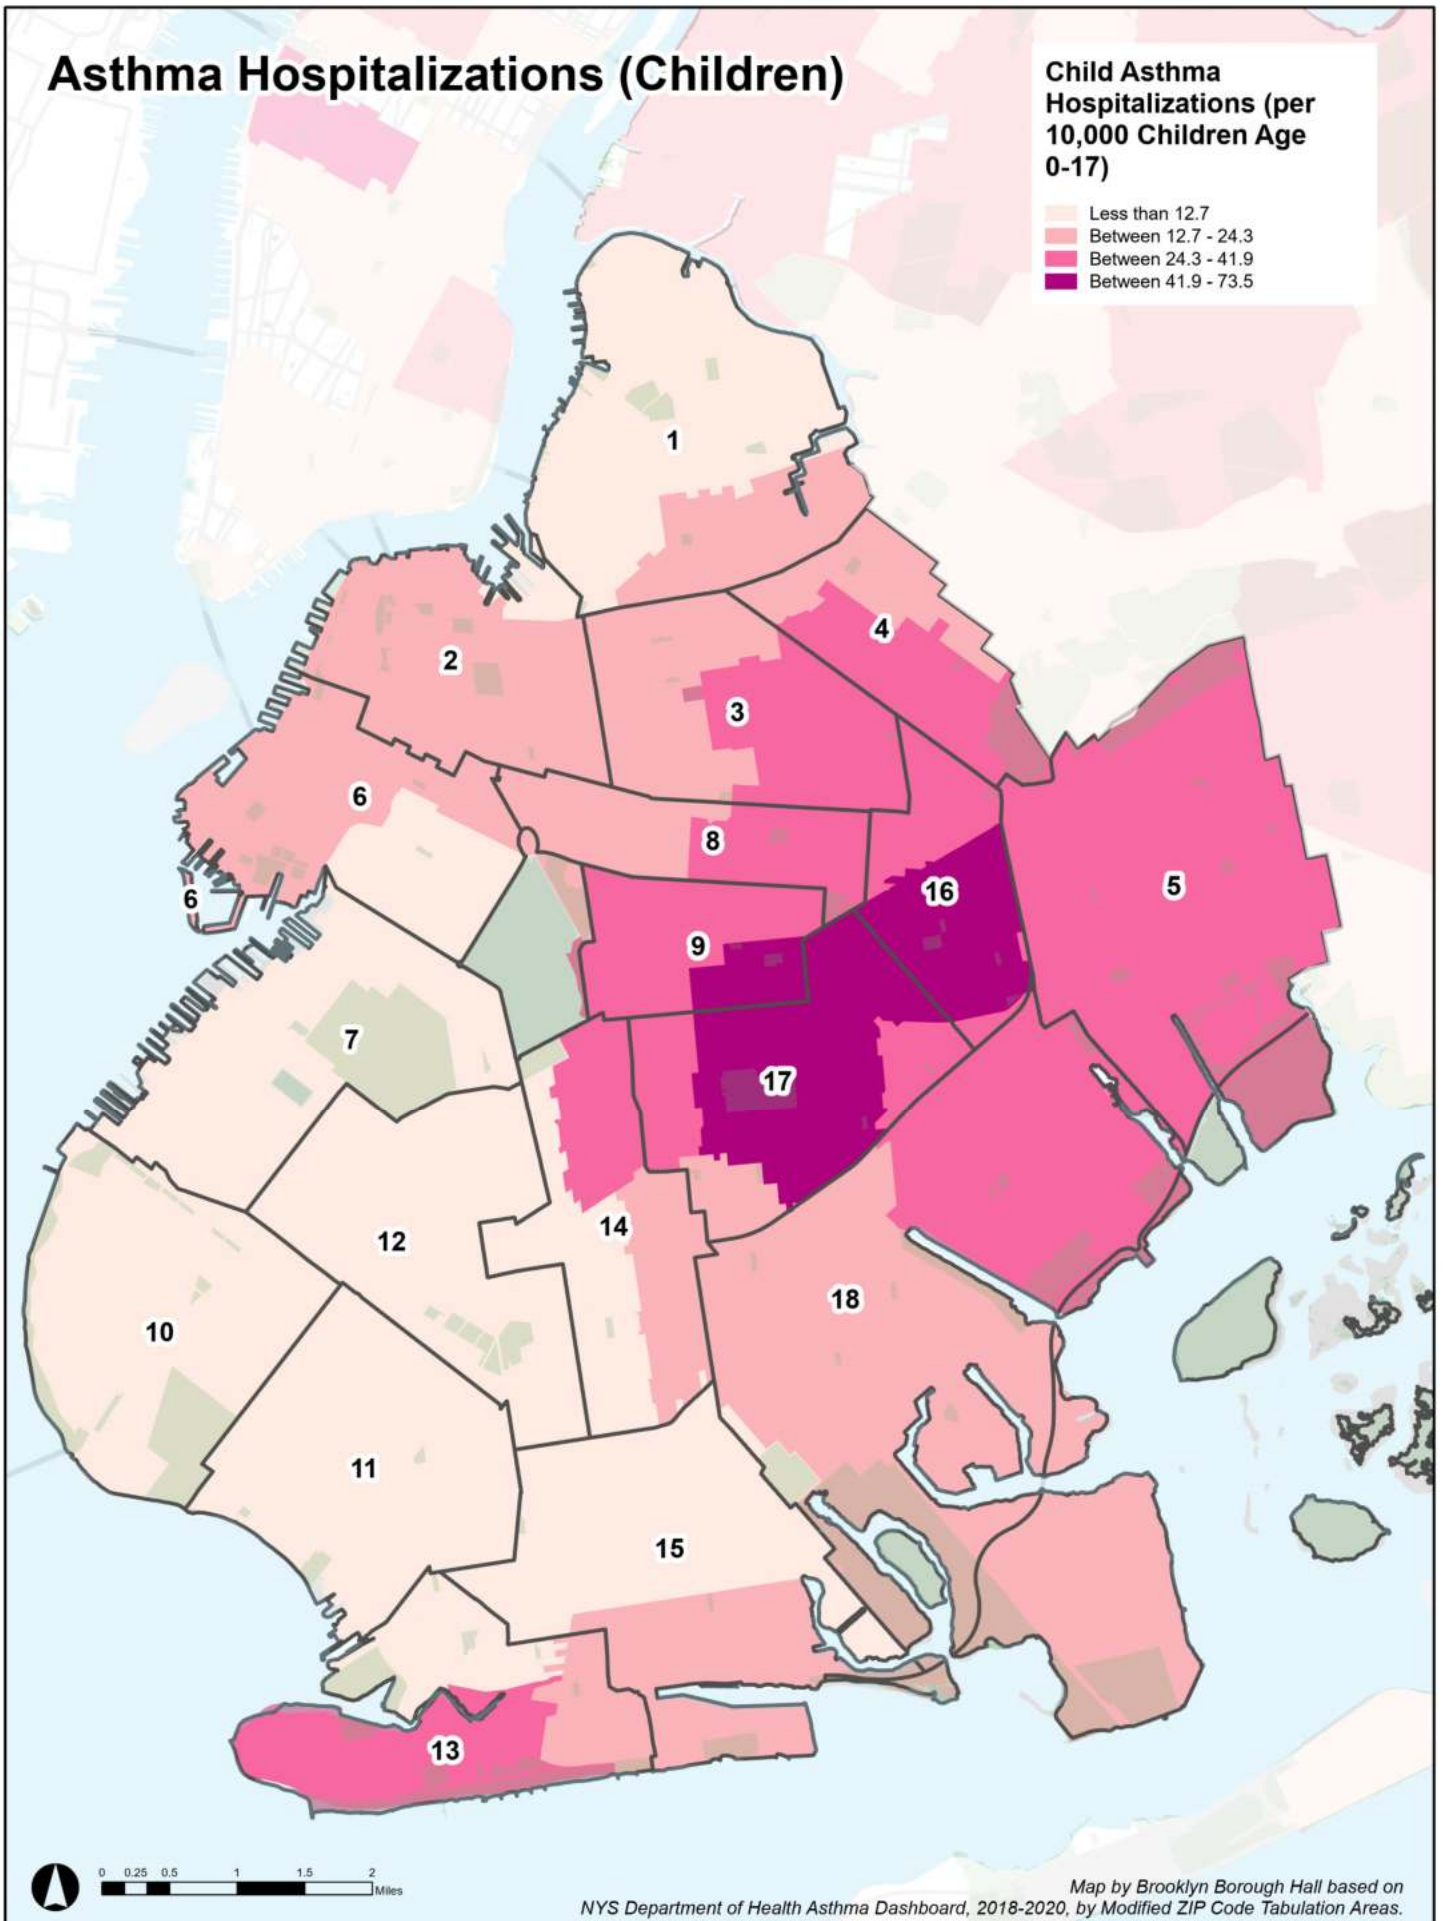 Asthma Hospitalizations (Children)
Child Asthma
Hospitalizations (per
10,000 Children Age
0-17)
Less than 12.7
Between 12.7 - 24.3
Between 24.3 - 41.9
Between 41.9 - 73.5
1
4
2
3
6
8
5
16
6
9
7
17
14
12
18
10
11
15
13
0 0.25 0.5 1 1.5 2
Miles
Map by Brooklyn Borough Hall based on
NYS Department of Health Asthma Dashboard, 2018-2020, by Modified ZIP Code Tabulation Areas.